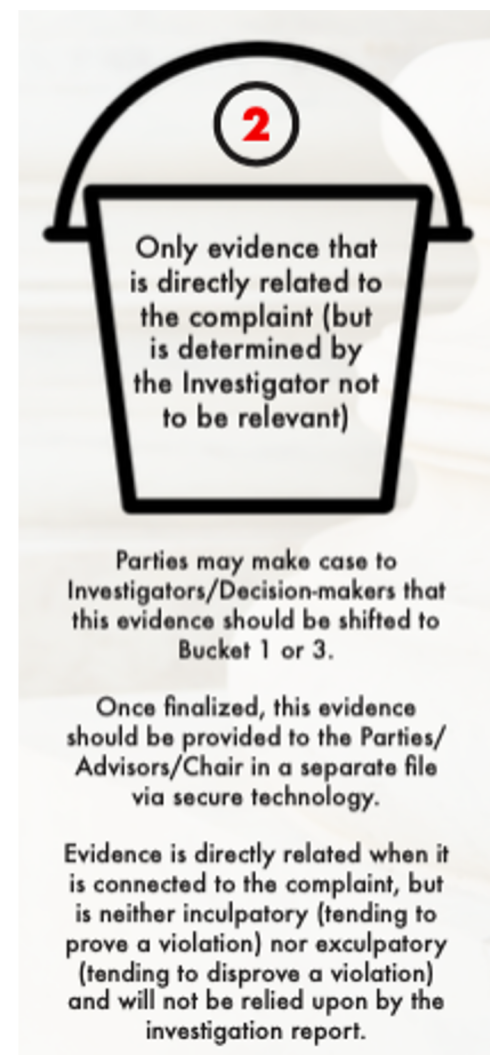 2
Only evidence that
is directly related to
the complaint (but
is determined by
the Investigator not
to be relevant)
Parties may make case to
Investigators/Decision-makers that
this evidence should be shifted to
Bucket 1 or 3.
Once finalized, this evidence
should be provided to the Parties/
Advisors/Chair in a separate file
via secure technology.
Evidence is directly related when it
is connected to the complaint, but
is neither inculpatory (tending to
prove a violation) nor exculpatory
(tending to disprove a violation)
and will not be relied upon by the
investigation report.